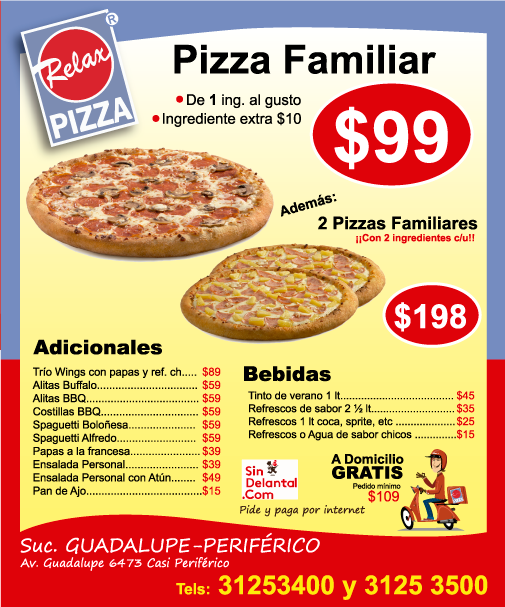 Relax
PIZZA
®
Pizza Familiar
De 1 ing. al gusto
Ingrediente extra $10
$99
Además:
2 Pizzas Familiares
¡¡Con 2 ingredientes c/u!!
$198
Adicionales
Trío Wings con papas y ref. ch..... $89
Alitas Buffalo................................ $59
Alitas BBQ.................................... $59
Costillas BBQ............................... $59
Spaguetti Boloñesa..................... $59
Spaguetti Alfredo......................... $59
Papas a la francesa..................... $39
Ensalada Personal....................... $39
Ensalada Personal con Atún........ $49
Pan de Ajo.................................... $15
Bebidas
Tinto de verano 1 lt..................................... $45
Refrescos de sabor 2 ½ lt.......................... $35
Refrescos 1 lt coca, sprite, etc .................. $25
Refrescos o Agua de sabor chicos ............ $15
Sin
Delantal
.Com
Pide y paga por internet
A Domicilio
GRATIS
Pedido mínimo
$109
Suc. GUADALUPE-PERIFÉRICO
Av. Guadalupe 6473 Casi Periférico
Tels: 31253400 y 3125 3500